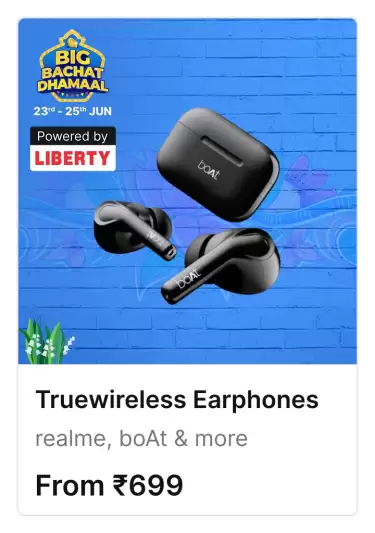 BIG
BACHAT
DHAMAAL
23rd - 25th JUN
Powered by
LIBERTY
boAt
boAt
boAt
Truewireless Earphones
realme, boAt & more
From ₹699